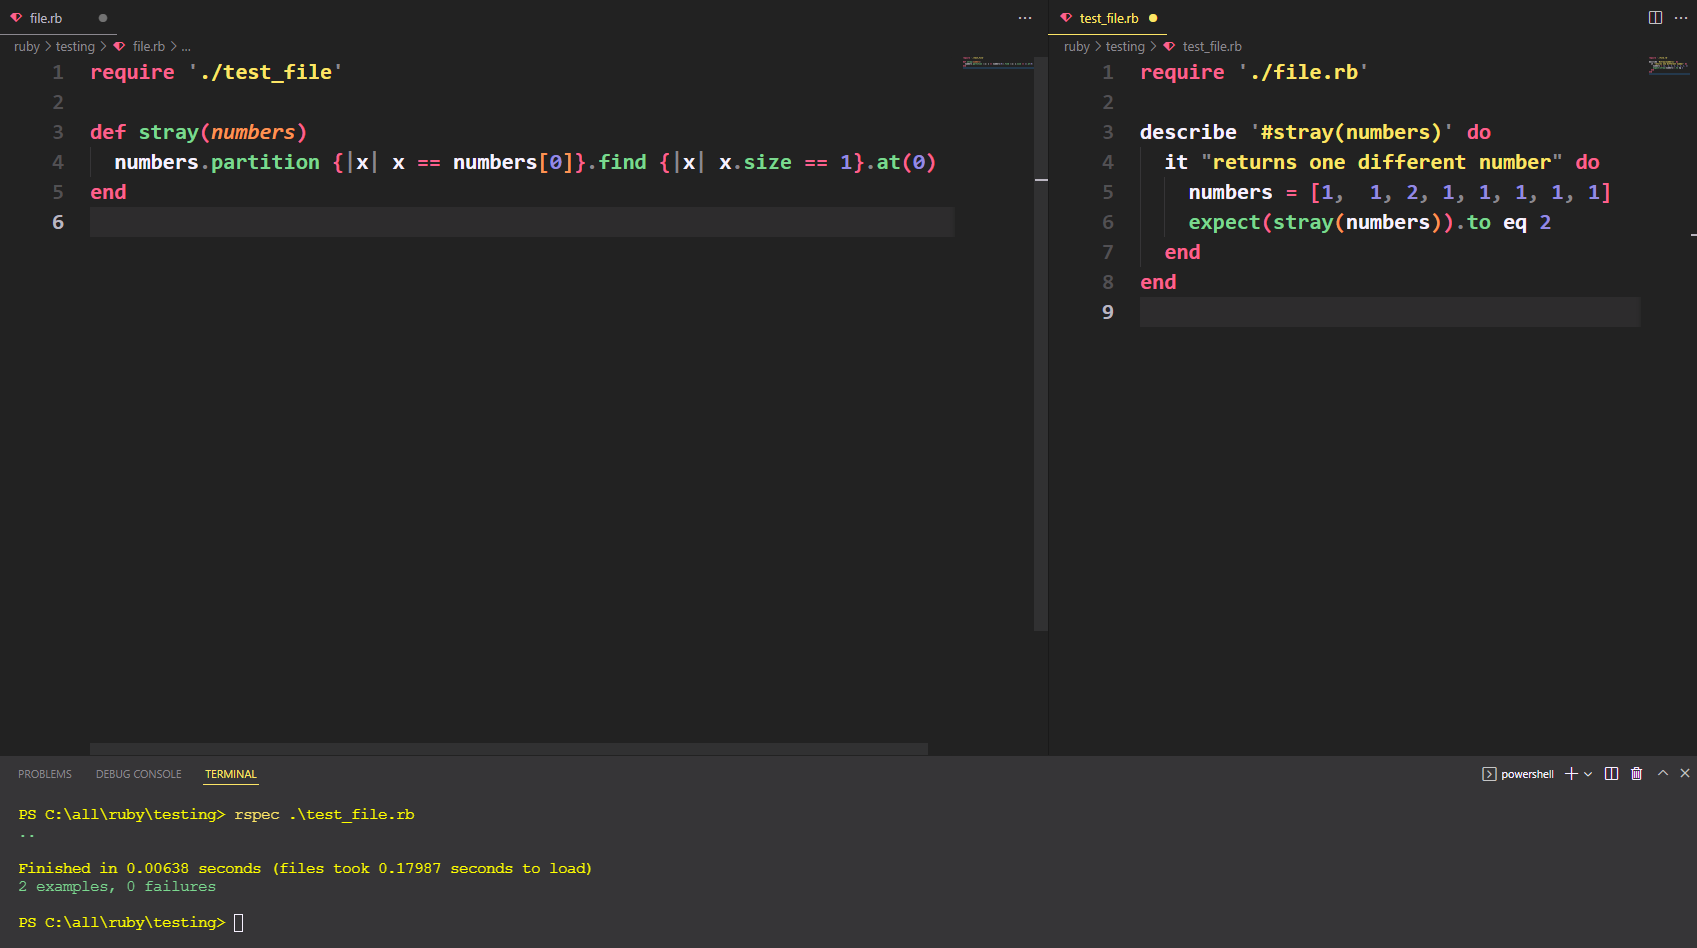 file.rb
ruby > testing > file.rb > ...
1 require './test_file'
2
3 def stray(numbers)
4   numbers.partition {|x| x == numbers[0]}.find {|x| x.size == 1}.at(0)
5 end
6
test_file.rb
ruby > testing > test_file.rb
1 require './file.rb'
2
3 describe '#stray(numbers)' do
4   it "returns one different number" do
5     numbers = [1,  1, 2, 1, 1, 1, 1, 1]
6     expect(stray(numbers)).to eq 2
7   end
8 end
9
PROBLEMS DEBUG CONSOLE TERMINAL powershell
PS C:\all\ruby\testing> rspec .\test_file.rb
..
Finished in 0.00638 seconds (files took 0.17987 seconds to load)
2 examples, 0 failures
PS C:\all\ruby\testing>